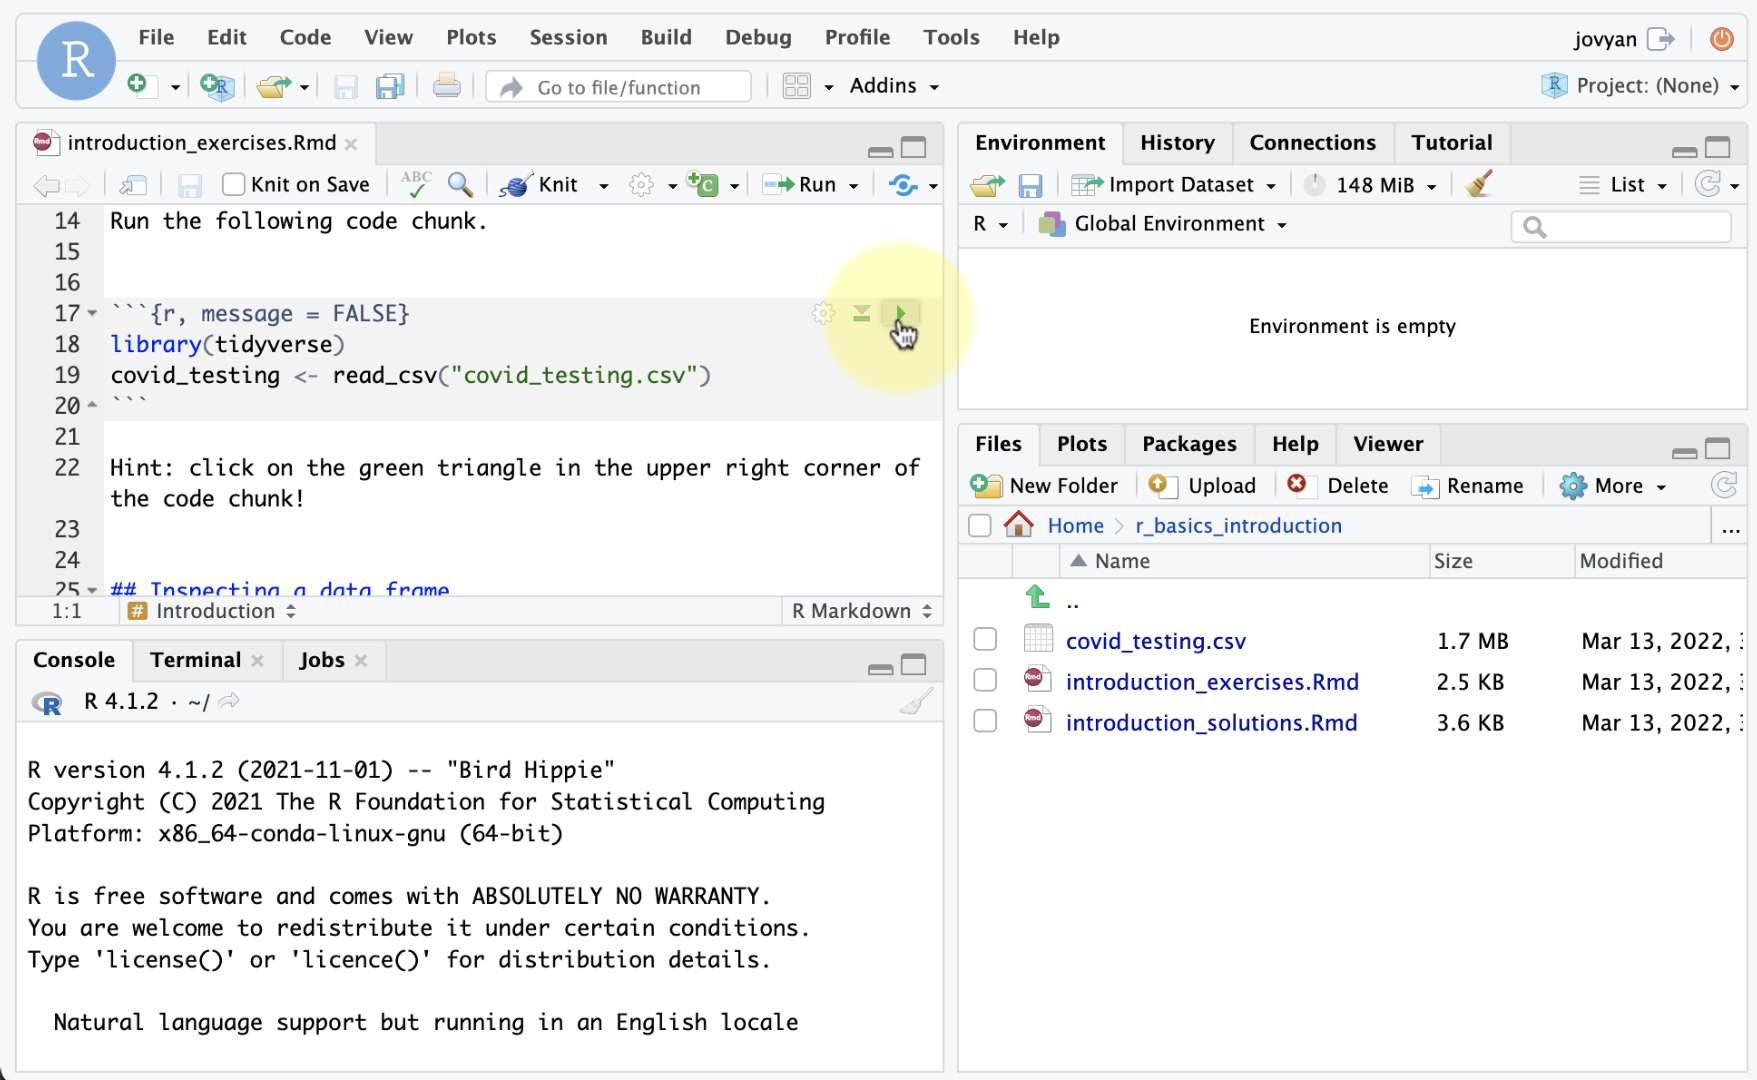 R
File Edit Code View Plots Session Build Debug Profile Tools Help
jovyan
Go to file/function
Addins
R Project: (None)
Rmd introduction_exercises.Rmd
Knit on Save ABC Knit C Run
14 Run the following code chunk.
15
16
17 ```{r, message = FALSE}
18 library(tidyverse)
19 covid_testing <- read_csv("covid_testing.csv")
20 ```
21
22 Hint: click on the green triangle in the upper right corner of
the code chunk!
23
24
25 ## Inspecting a data frame
1:1 # Introduction R Markdown
Console Terminal Jobs
R R 4.1.2 · ~/
R version 4.1.2 (2021-11-01) -- "Bird Hippie"
Copyright (C) 2021 The R Foundation for Statistical Computing
Platform: x86_64-conda-linux-gnu (64-bit)
R is free software and comes with ABSOLUTELY NO WARRANTY.
You are welcome to redistribute it under certain conditions.
Type 'license()' or 'licence()' for distribution details.
Natural language support but running in an English locale
Environment History Connections Tutorial
Import Dataset 148 MiB List
R Global Environment
Environment is empty
Files Plots Packages Help Viewer
New Folder Upload Delete Rename More
Home r_basics_introduction ...
Name Size Modified
..
covid_testing.csv 1.7 MB Mar 13, 2022,
Rmd introduction_exercises.Rmd 2.5 KB Mar 13, 2022,
Rmd introduction_solutions.Rmd 3.6 KB Mar 13, 2022,